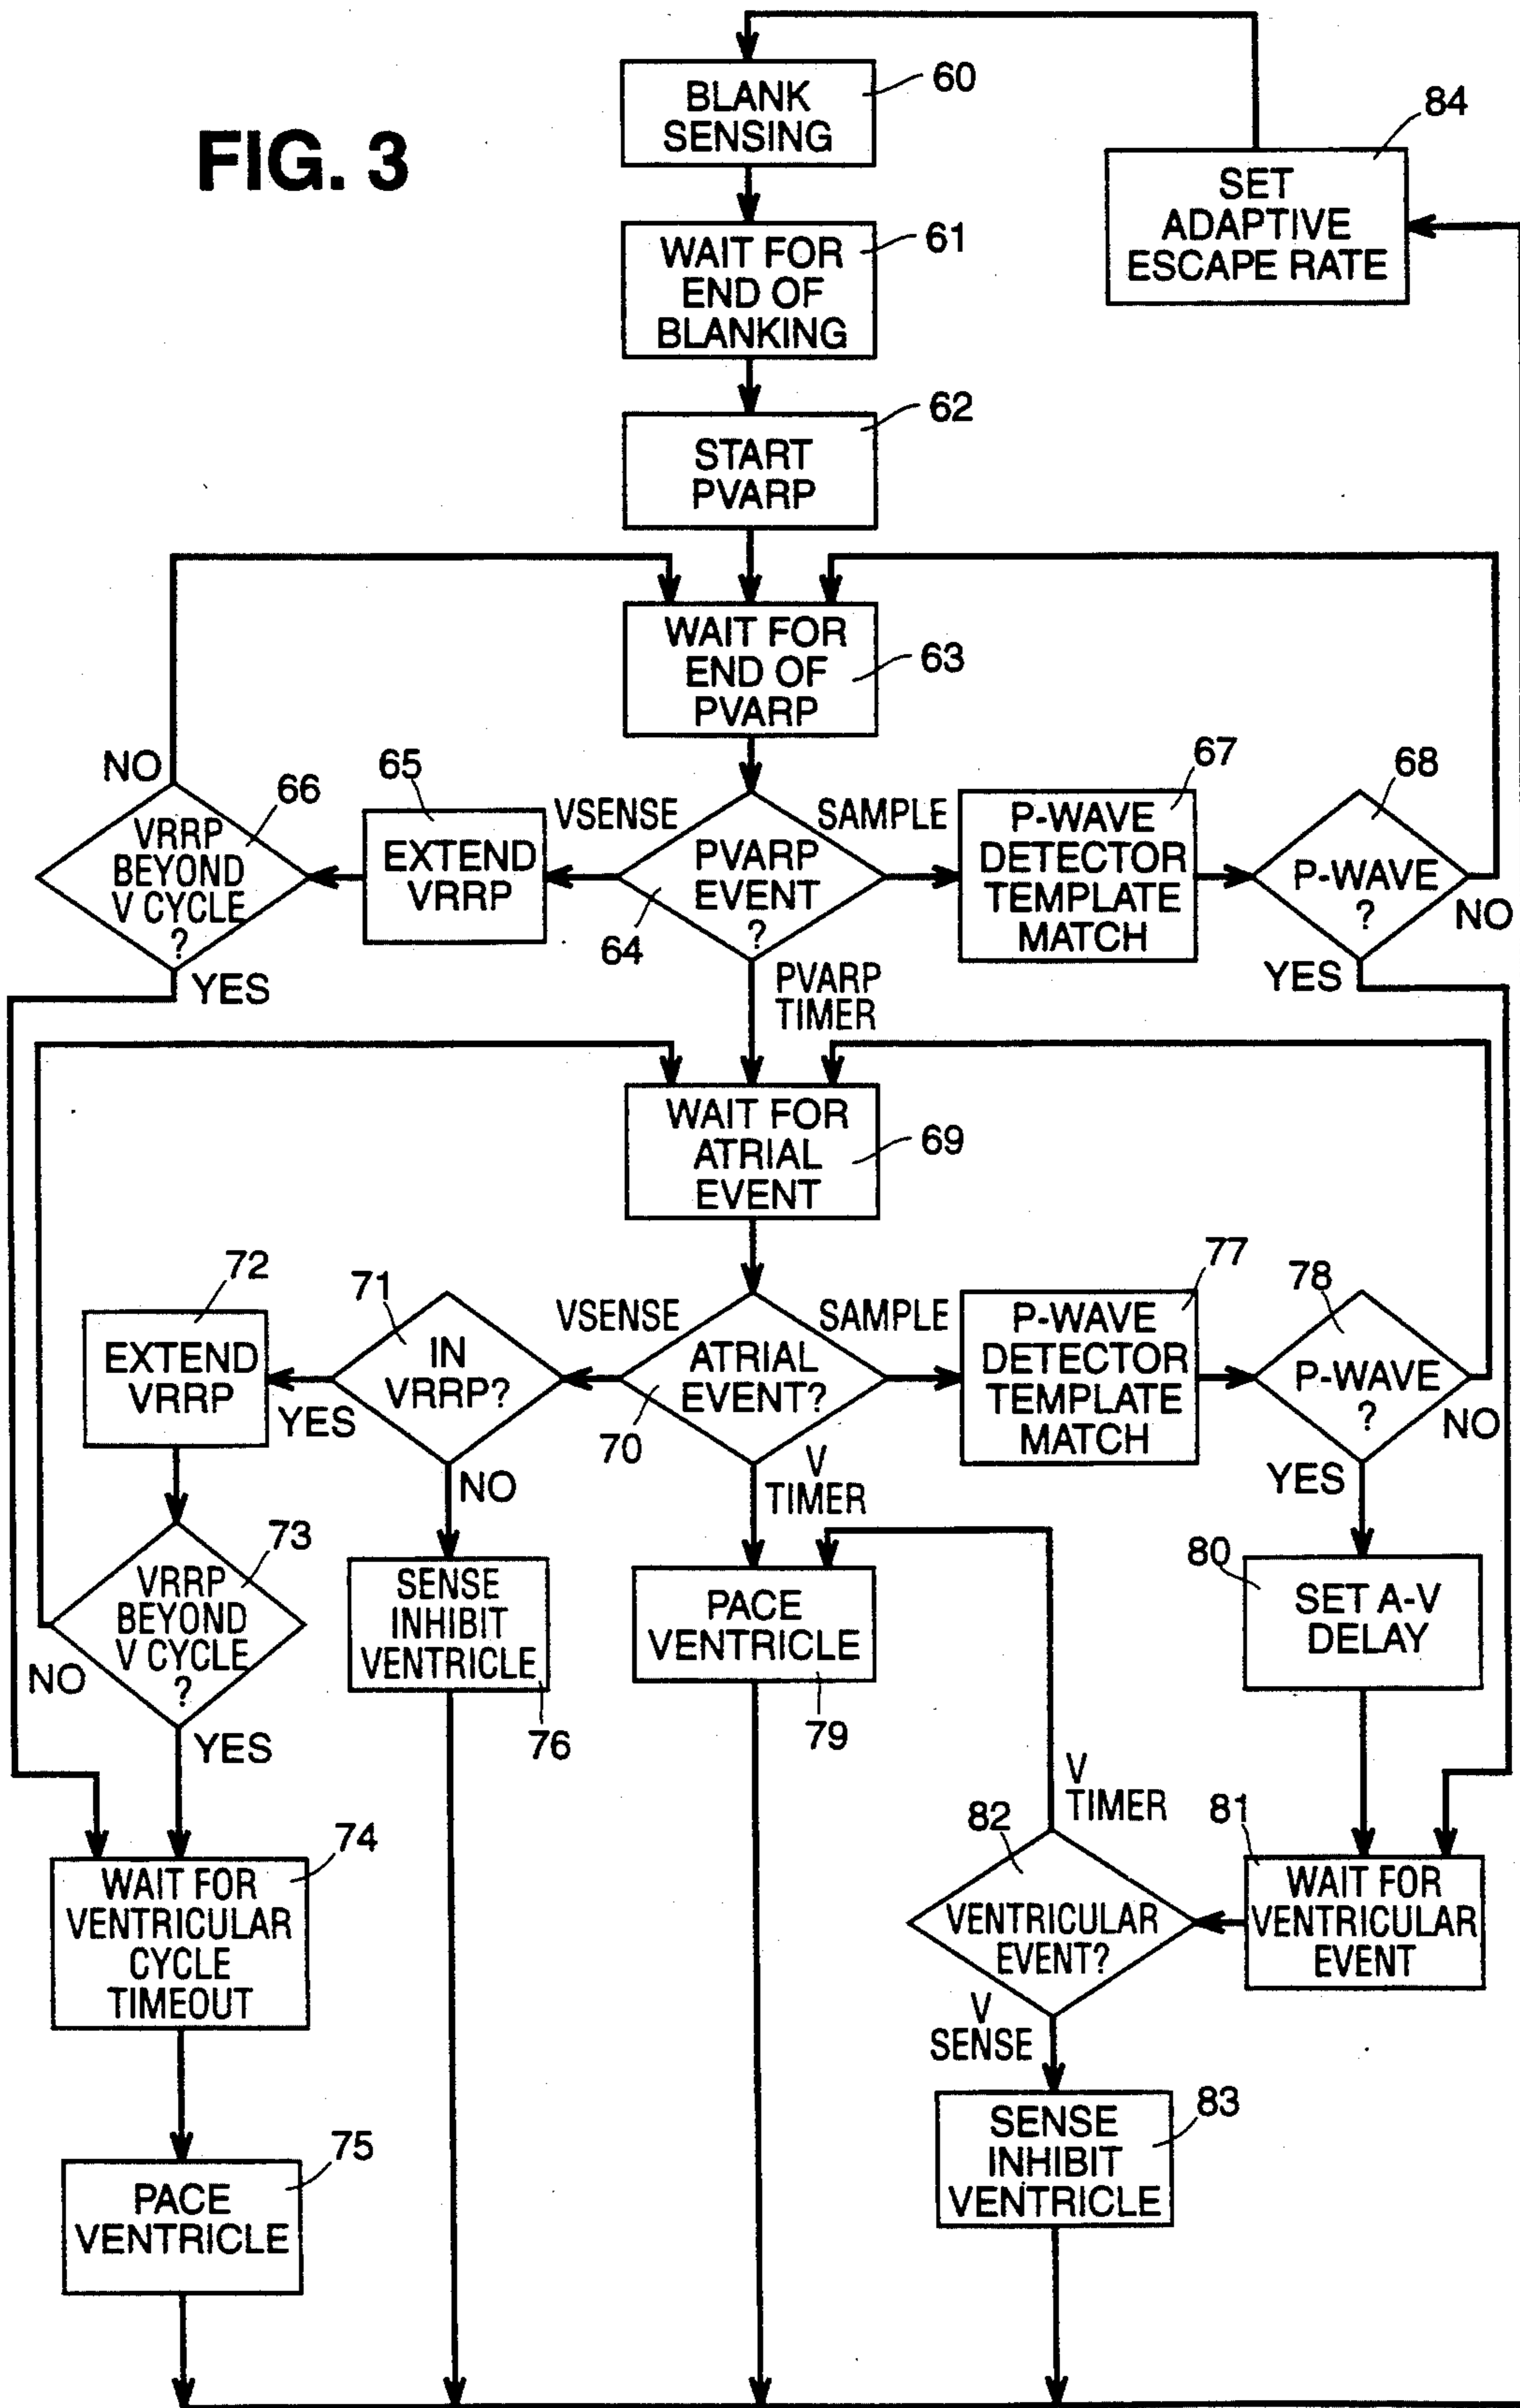 FIG. 3
BLANK
SENSING
60
84
SET
ADAPTIVE
ESCAPE RATE
WAIT FOR
END OF
BLANKING
61
START
PVARP
62
WAIT FOR
END OF
PVARP
63
NO
66
VRRP
BEYOND
V CYCLE
?
YES
65
EXTEND
VRRP
VSENSE
PVARP
EVENT
?
64
SAMPLE
67
P-WAVE
DETECTOR
TEMPLATE
MATCH
68
P-WAVE
?
NO
YES
PVARP
TIMER
WAIT FOR
ATRIAL
EVENT
69
72
EXTEND
VRRP
YES
71
IN
VRRP?
NO
VSENSE
ATRIAL
EVENT?
70
SAMPLE
77
P-WAVE
DETECTOR
TEMPLATE
MATCH
78
P-WAVE
?
NO
YES
V
TIMER
73
VRRP
BEYOND
V CYCLE
?
NO
YES
SENSE
INHIBIT
VENTRICLE
76
PACE
VENTRICLE
79
80
SET A-V
DELAY
V
TIMER
82
VENTRICULAR
EVENT?
81
WAIT FOR
VENTRICULAR
EVENT
74
WAIT FOR
VENTRICULAR
CYCLE
TIMEOUT
V
SENSE
83
SENSE
INHIBIT
VENTRICLE
75
PACE
VENTRICLE